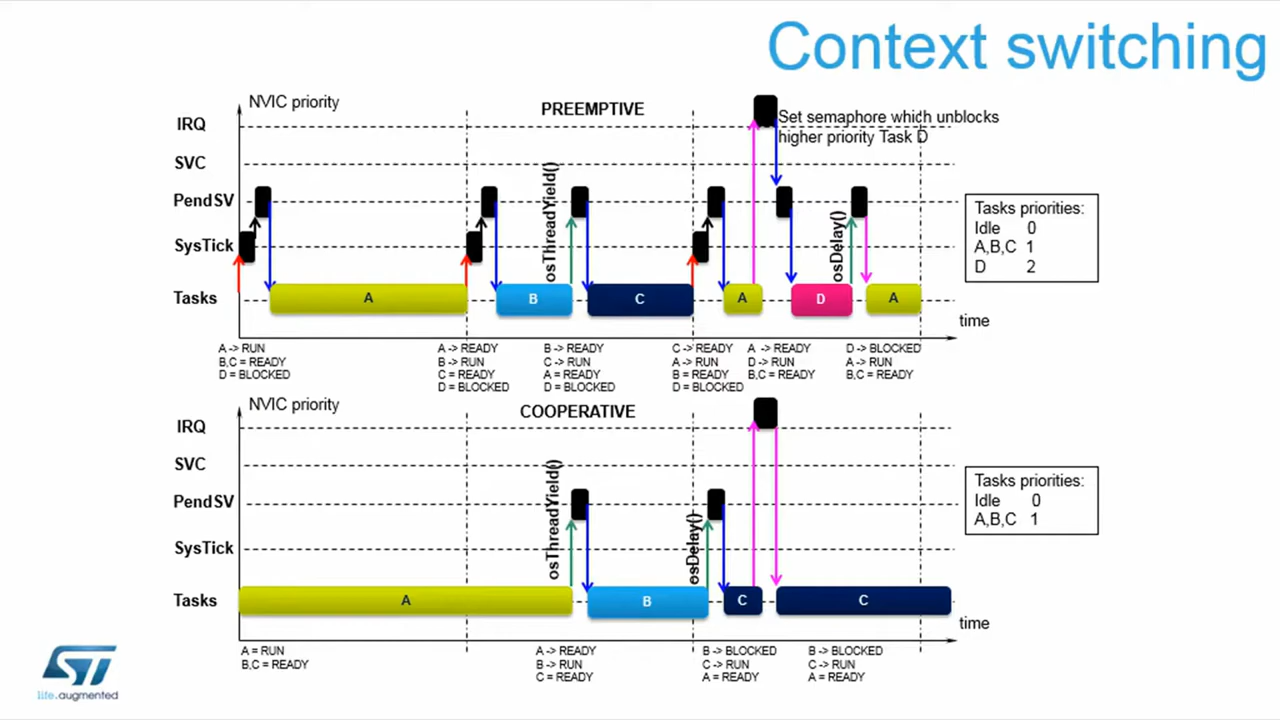 Context switching
NVIC priority
PREEMPTIVE
IRQ
Set semaphore which unblocks
higher priority Task D
SVC
PendSV
SysTick
Tasks
osThreadYield()
osDelay()
A
B
C
A
D
A
time
Tasks priorities:
Idle 0
A,B,C 1
D 2
A -> RUN
B,C = READY
D = BLOCKED
A -> READY
B -> RUN
C = READY
D = BLOCKED
B -> READY
C -> RUN
A = READY
D = BLOCKED
C -> READY
A -> RUN
B = READY
D = BLOCKED
A -> READY
D -> RUN
B,C = READY
D -> BLOCKED
A -> RUN
B,C = READY
NVIC priority
COOPERATIVE
IRQ
SVC
PendSV
SysTick
Tasks
osThreadYield()
osDelay()
A
B
C
C
time
Tasks priorities:
Idle 0
A,B,C 1
A = RUN
B,C = READY
A -> READY
B -> RUN
C = READY
B -> BLOCKED
C -> RUN
A = READY
B -> BLOCKED
C -> RUN
A = READY
ST
life.augmented